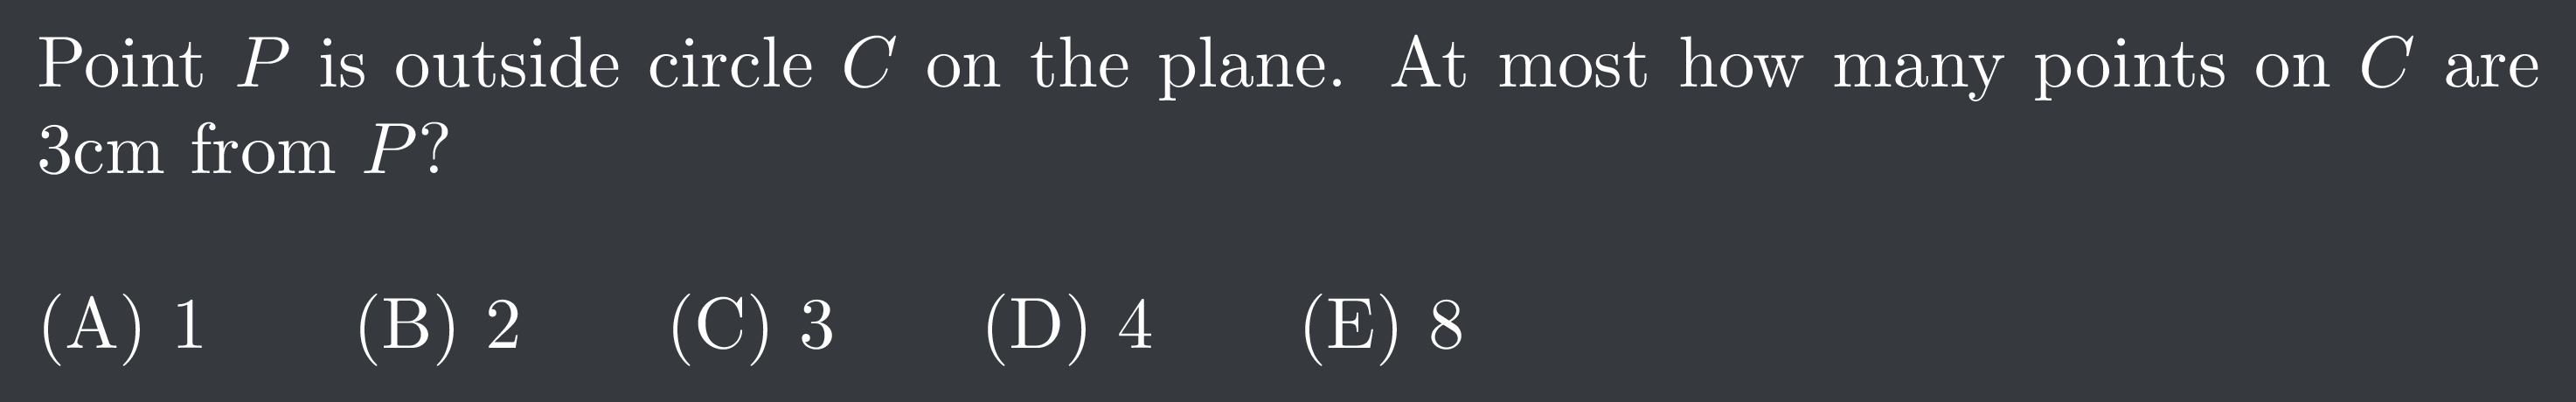 Point P is outside circle C on the plane. At most how many points on C are
3cm from P?
(A) 1 (B) 2 (C) 3 (D) 4 (E) 8